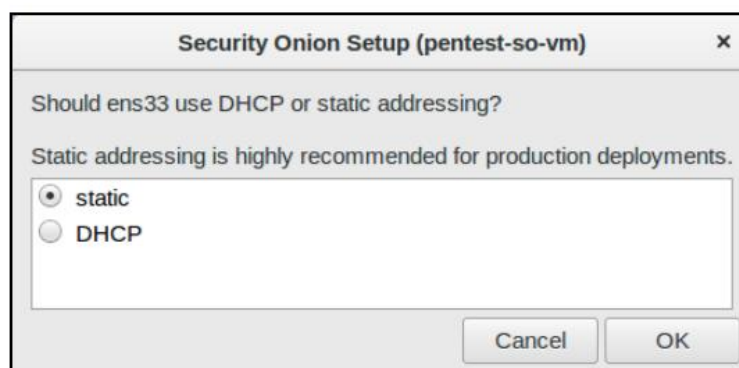 Security Onion Setup (pentest-so-vm) ×
Should ens33 use DHCP or static addressing?
Static addressing is highly recommended for production deployments.
static
DHCP
Cancel OK